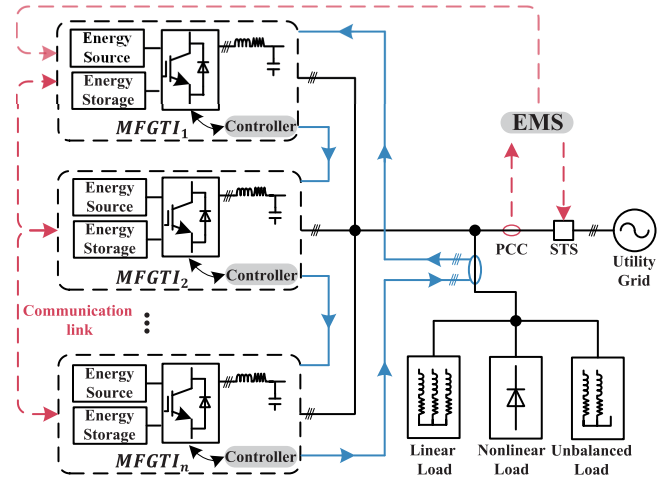 Energy
Source
Energy
Storage
MFGTI1
Controller
EMS
Energy
Source
Energy
Storage
MFGTI2
Controller
PCC
STS
Utility
Grid
Communication
link
Energy
Source
Energy
Storage
MFGTIn
Controller
Linear
Load
Nonlinear
Load
Unbalanced
Load